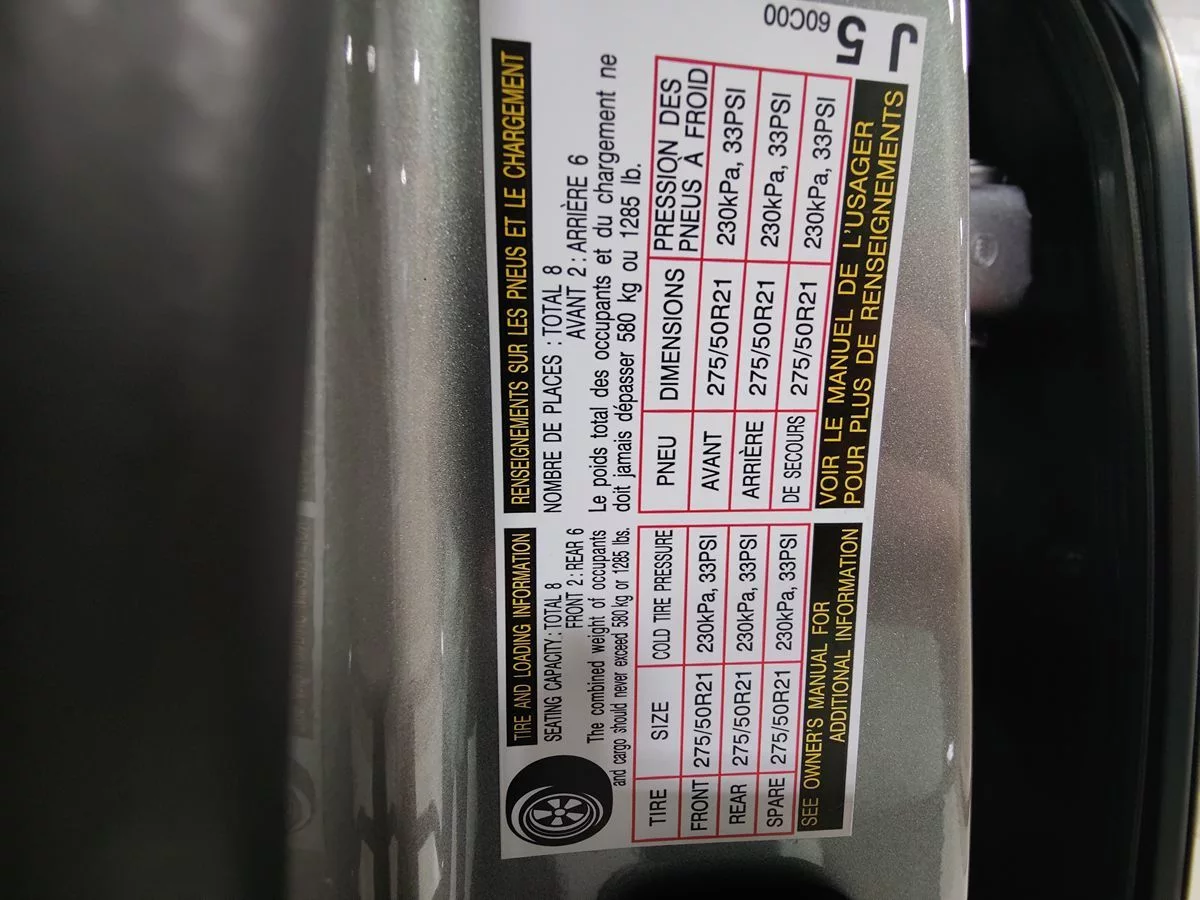 TIRE AND LOADING INFORMATION
SEATING CAPACITY: TOTAL 8
FRONT 2: REAR 6
The combined weight of occupants
and cargo should never exceed 580 kg or 1285 lbs.
TIRE SIZE COLD TIRE PRESSURE
FRONT 275/50R21 230kPa, 33PSI
REAR 275/50R21 230kPa, 33PSI
SPARE 275/50R21 230kPa, 33PSI
SEE OWNER'S MANUAL FOR
ADDITIONAL INFORMATION
RENSEIGNEMENTS SUR LES PNEUS ET LE CHARGEMENT
NOMBRE DE PLACES : TOTAL 8
AVANT 2 : ARRIÈRE 6
Le poids total des occupants et du chargement ne
doit jamais dépasser 580 kg ou 1285 lb.
PNEU DIMENSIONS PRESSION DES
PNEUS À FROID
AVANT 275/50R21 230kPa, 33PSI
ARRIÈRE 275/50R21 230kPa, 33PSI
DE SECOURS 275/50R21 230kPa, 33PSI
VOIR LE MANUEL DE L'USAGER
POUR PLUS DE RENSEIGNEMENTS
60C00
5
J